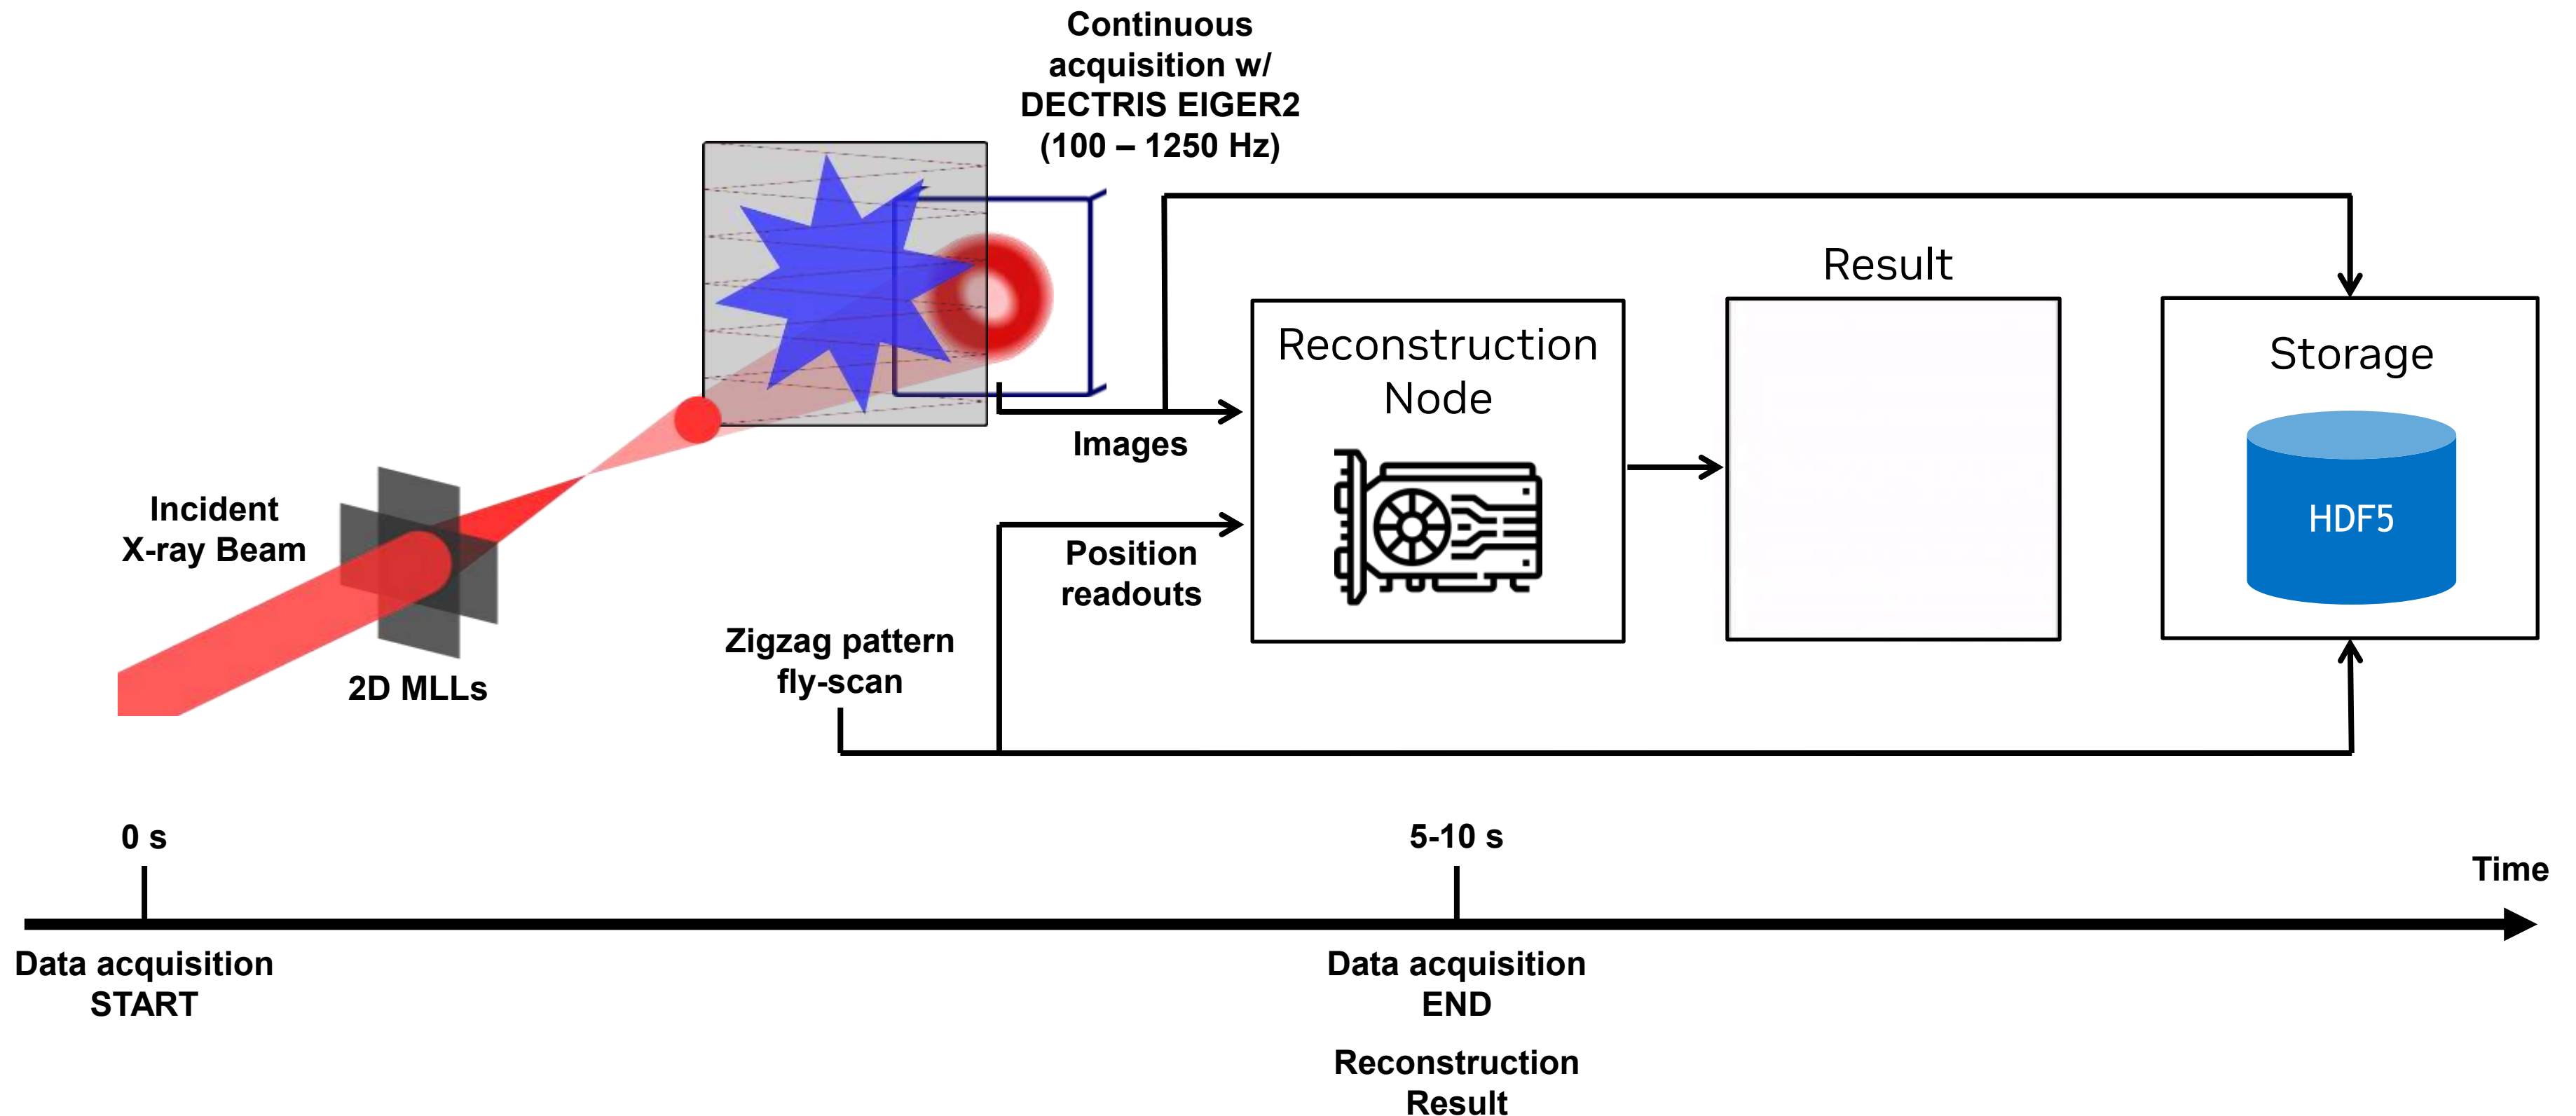 Continuous
acquisition w/
DECTRIS EIGER2
(100 – 1250 Hz)
Result
Reconstruction
Node
Storage
HDF5
Images
Position
readouts
Incident
X-ray Beam
2D MLLs
Zigzag pattern
fly-scan
0 s
5-10 s
Time
Data acquisition
START
Data acquisition
END
Reconstruction
Result